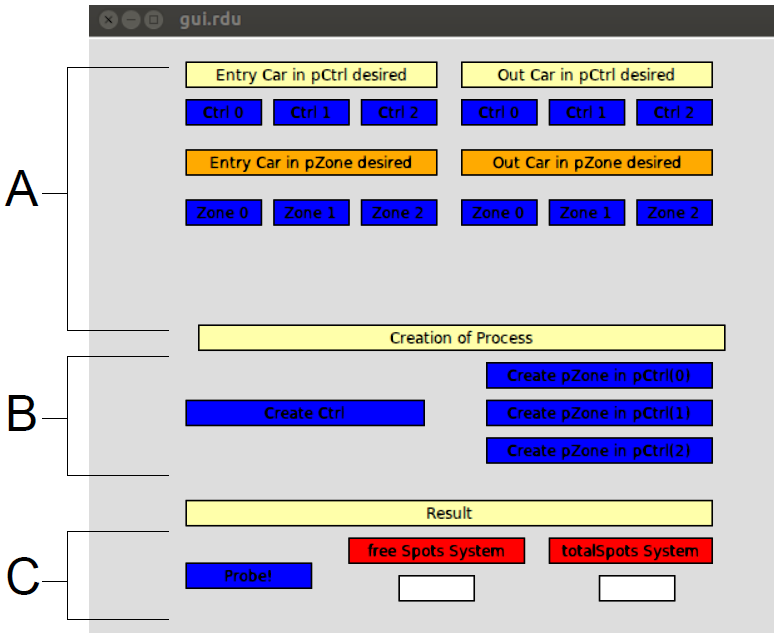 gui.rdu
A
Entry Car in pCtrl desired
Out Car in pCtrl desired
Ctrl 0 Ctrl 1 Ctrl 2 Ctrl 0 Ctrl 1 Ctrl 2
Entry Car in pZone desired
Out Car in pZone desired
Zone 0 Zone 1 Zone 2 Zone 0 Zone 1 Zone 2
Creation of Process
B
Create pZone in pCtrl(0)
Create Ctrl
Create pZone in pCtrl(1)
Create pZone in pCtrl(2)
Result
C
free Spots System
totalSpots System
Probe!